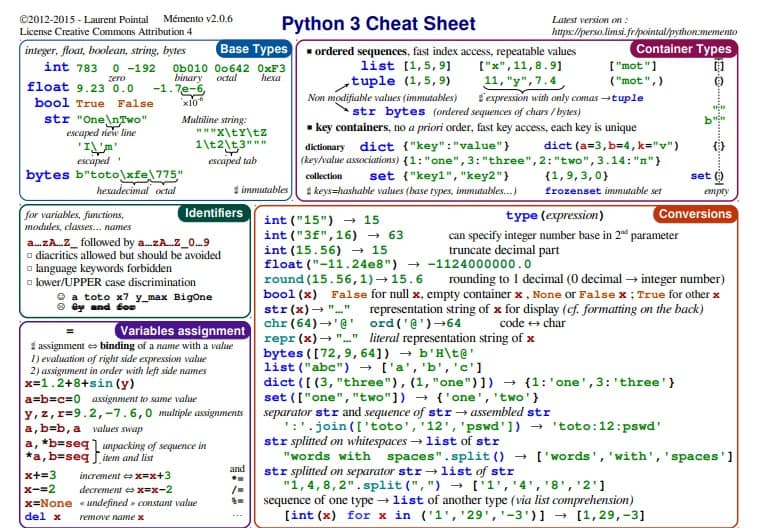 ©2012-2015 - Laurent Pointal Mémento v2.0.6
License Creative Commons Attribution 4
Python 3 Cheat Sheet
Latest version on :
https://perso.limsi.fr/pointal/python:memento
integer, float, boolean, string, bytes
Base Types
int 783 0 -192 0b010 0o642 0xF3
zero binary octal hexa
float 9.23 0.0 -1.7e-6
×10⁻⁶
bool True False
str "One\nTwo"
escaped new line
'I\'m'
escaped '
Multiline string:
"""X\tY\tZ
1\t2\t3"""
escaped tab
bytes b"toto\xfe\775"
hexadecimal octal
☝ immutables
Container Types
▪ ordered sequences, fast index access, repeatable values
list [1,5,9] ["x",11,8.9] ["mot"] []
tuple (1,5,9) 11,"y",7.4 ("mot",) ()
Non modifiable values (immutables) ☝ expression with only comas →tuple
str bytes (ordered sequences of chars / bytes)
""
b""
▪ key containers, no a priori order, fast key access, each key is unique
dictionary dict {"key":"value"} dict(a=3,b=4,k="v") {}
(key/value associations) {1:"one",3:"three",2:"two",3.14:"π"}
collection set {"key1","key2"} {1,9,3,0} set()
☝ keys=hashable values (base types, immutables…) frozenset immutable set empty
for variables, functions,
modules, classes… names
Identifiers
a…zA…Z_ followed by a…zA…Z_0…9
▫ diacritics allowed but should be avoided
▫ language keywords forbidden
▫ lower/UPPER case discrimination
☺ a toto x7 y_max BigOne
☹ 8y and for
=
Variables assignment
☝ assignment ⇔ binding of a name with a value
1) evaluation of right side expression value
2) assignment in order with left side names
x=1.2+8+sin(y)
a=b=c=0 assignment to same value
y,z,r=9.2,-7.6,0 multiple assignments
a,b=b,a values swap
a,*b=seq
*a,b=seq
unpacking of sequence in
item and list
x+=3 increment ⇔ x=x+3
x-=2 decrement ⇔ x=x-2
x=None « undefined » constant value
del x remove name x
and
*=
/=
%=
…
Conversions
int("15") → 15
type(expression)
int("3f",16) → 63 can specify integer number base in 2nd parameter
int(15.56) → 15 truncate decimal part
float("-11.24e8") → -1124000000.0
round(15.56,1)→ 15.6 rounding to 1 decimal (0 decimal → integer number)
bool(x) False for null x, empty container x , None or False x ; True for other x
str(x)→ "…" representation string of x for display (cf. formatting on the back)
chr(64)→'@' ord('@')→64 code ↔ char
repr(x)→ "…" literal representation string of x
bytes([72,9,64]) → b'H\t@'
list("abc") → ['a','b','c']
dict([(3,"three"),(1,"one")]) → {1:'one',3:'three'}
set(["one","two"]) → {'one','two'}
separator str and sequence of str → assembled str
':'.join(['toto','12','pswd']) → 'toto:12:pswd'
str splitted on whitespaces → list of str
"words with  spaces".split() → ['words','with','spaces']
str splitted on separator str → list of str
"1,4,8,2".split(",") → ['1','4','8','2']
sequence of one type → list of another type (via list comprehension)
[int(x) for x in ('1','29','-3')] → [1,29,-3]